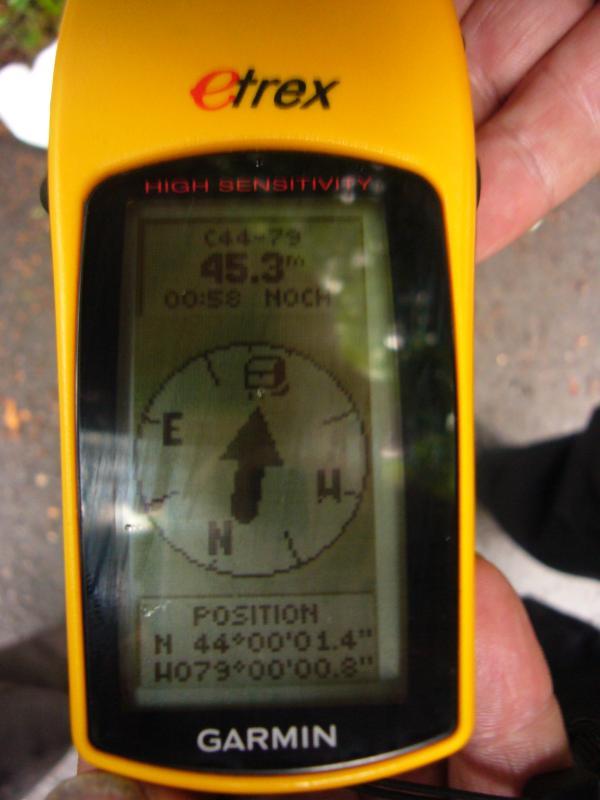 etrex
HIGH SENSITIVITY
C44-79
45.3m
00:58 NOCH
E
W
N
POSITION
N 44°00'01.4"
W079°00'00.8"
GARMIN